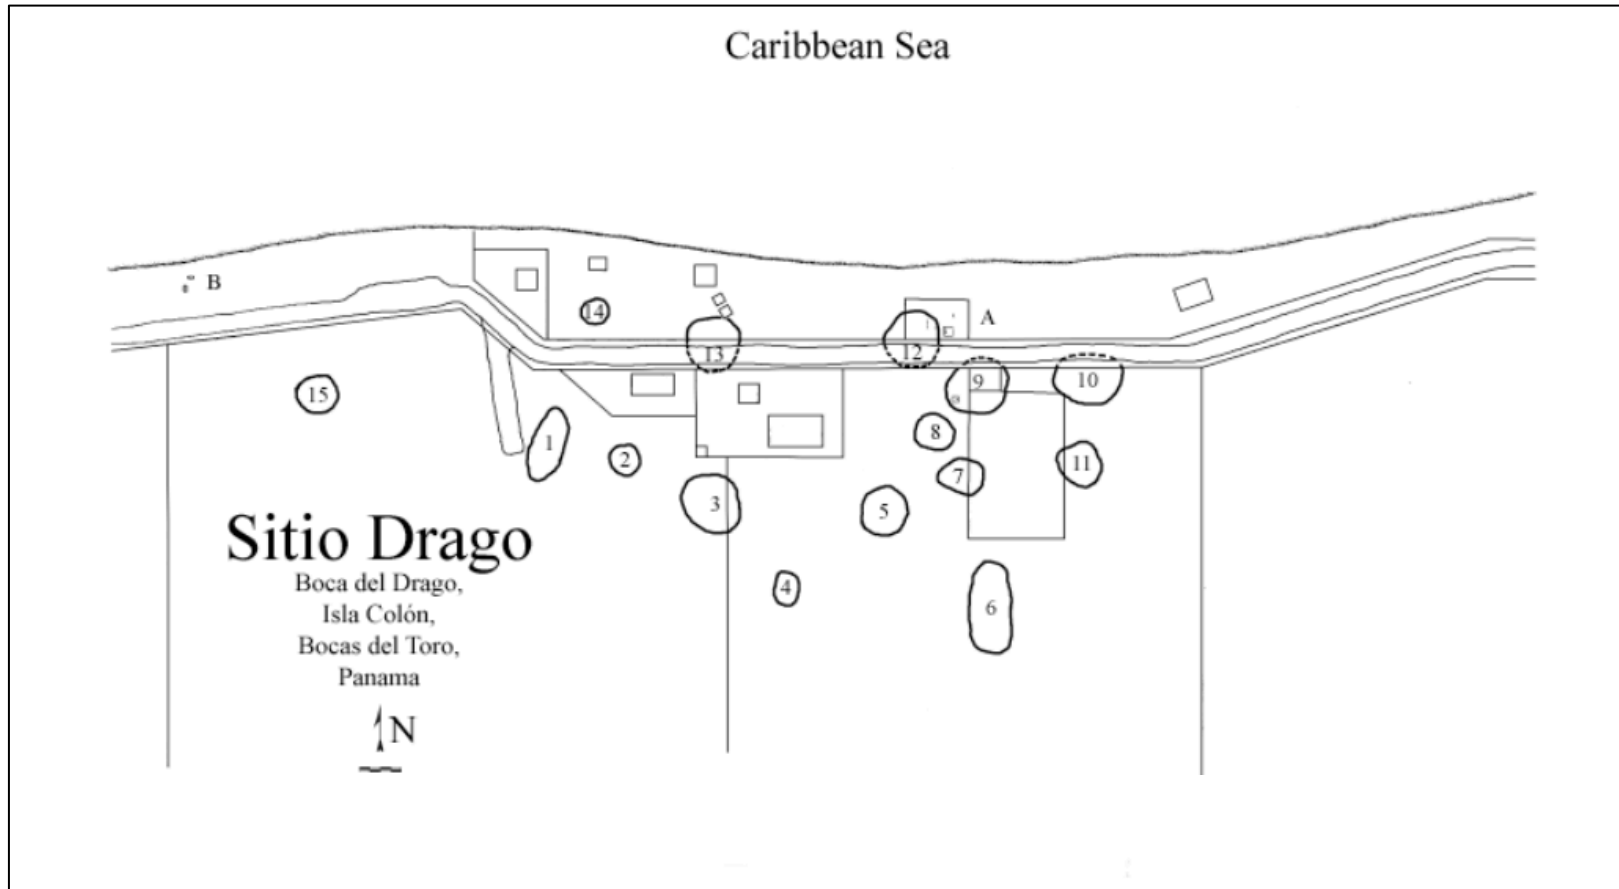 Caribbean Sea
B
14
A
13
12
9
10
15
1
2
8
11
7
3
5
4
6
Sitio Drago
Boca del Drago,
Isla Colón,
Bocas del Toro,
Panama
N